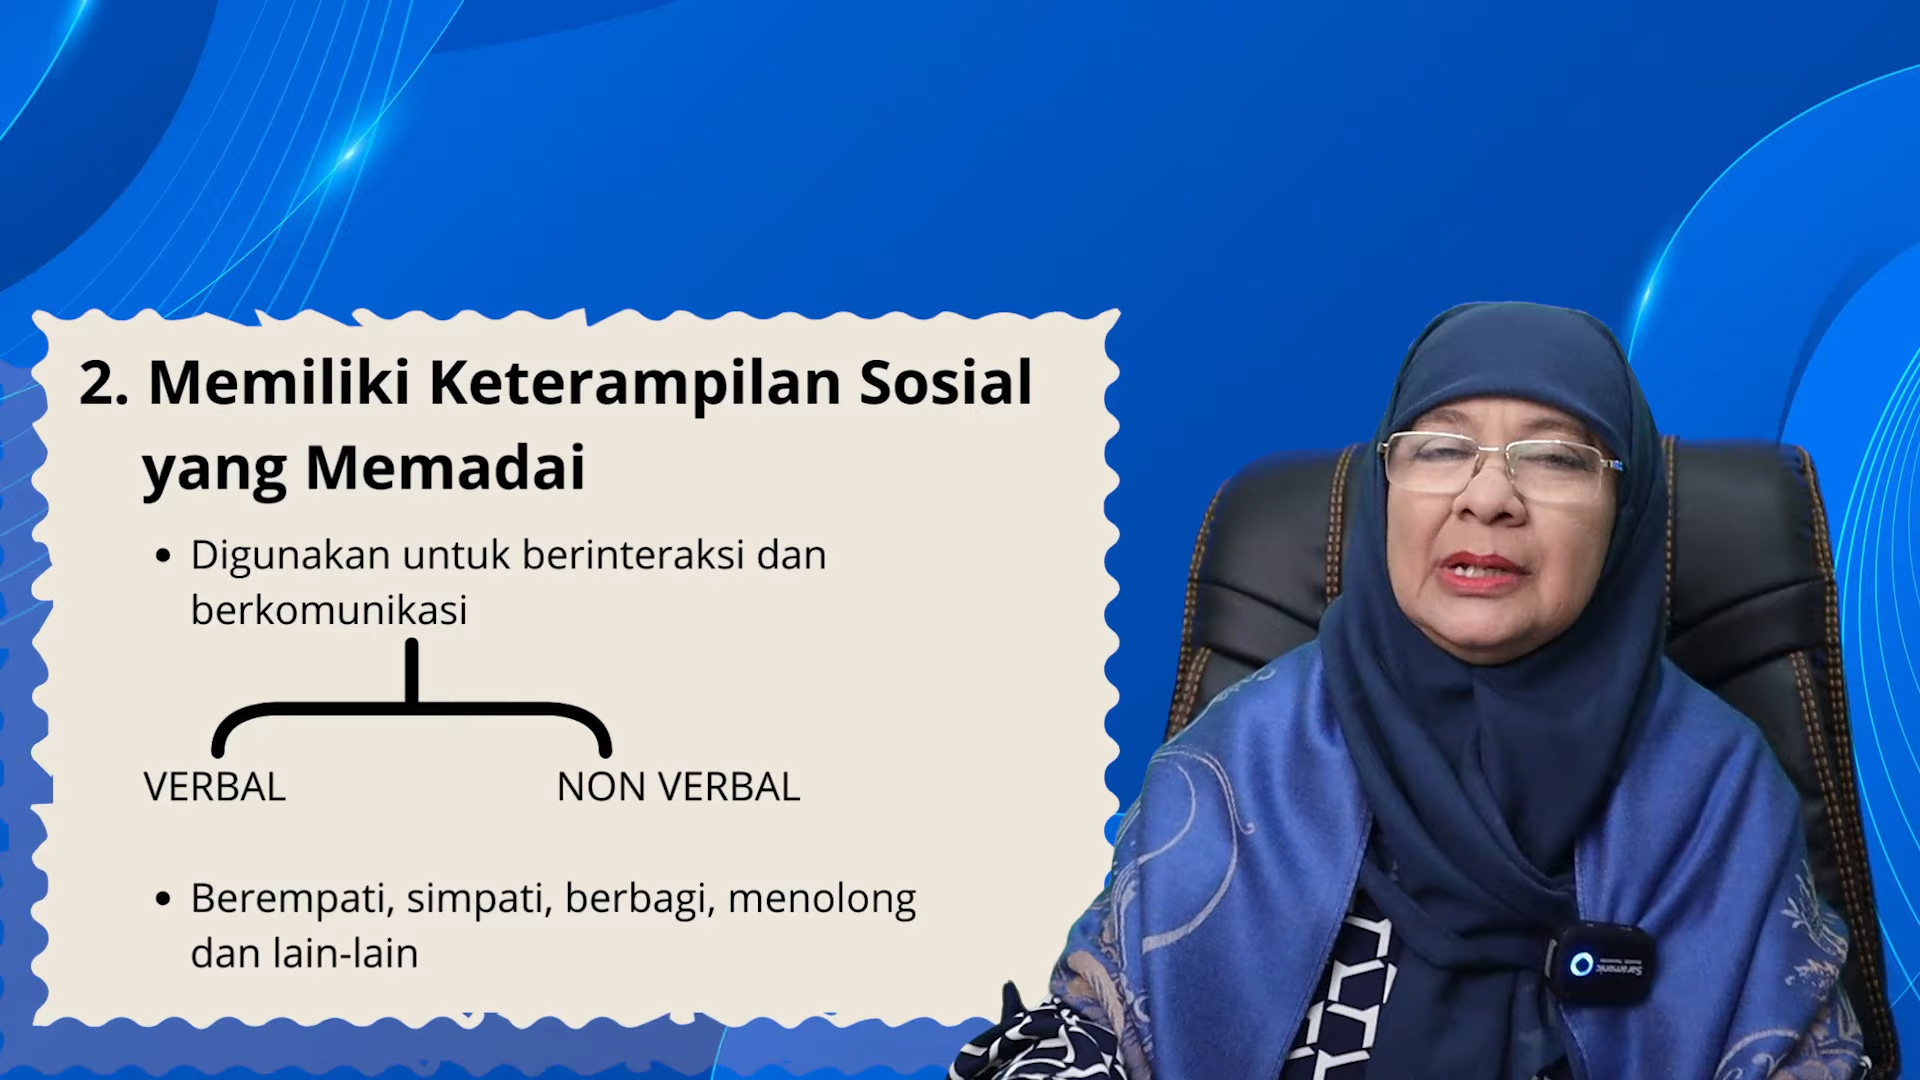 2. Memiliki Keterampilan Sosial
yang Memadai
• Digunakan untuk berinteraksi dan
berkomunikasi
VERBAL
NON VERBAL
• Berempati, simpati, berbagi, menolong
dan lain-lain
Saramonic